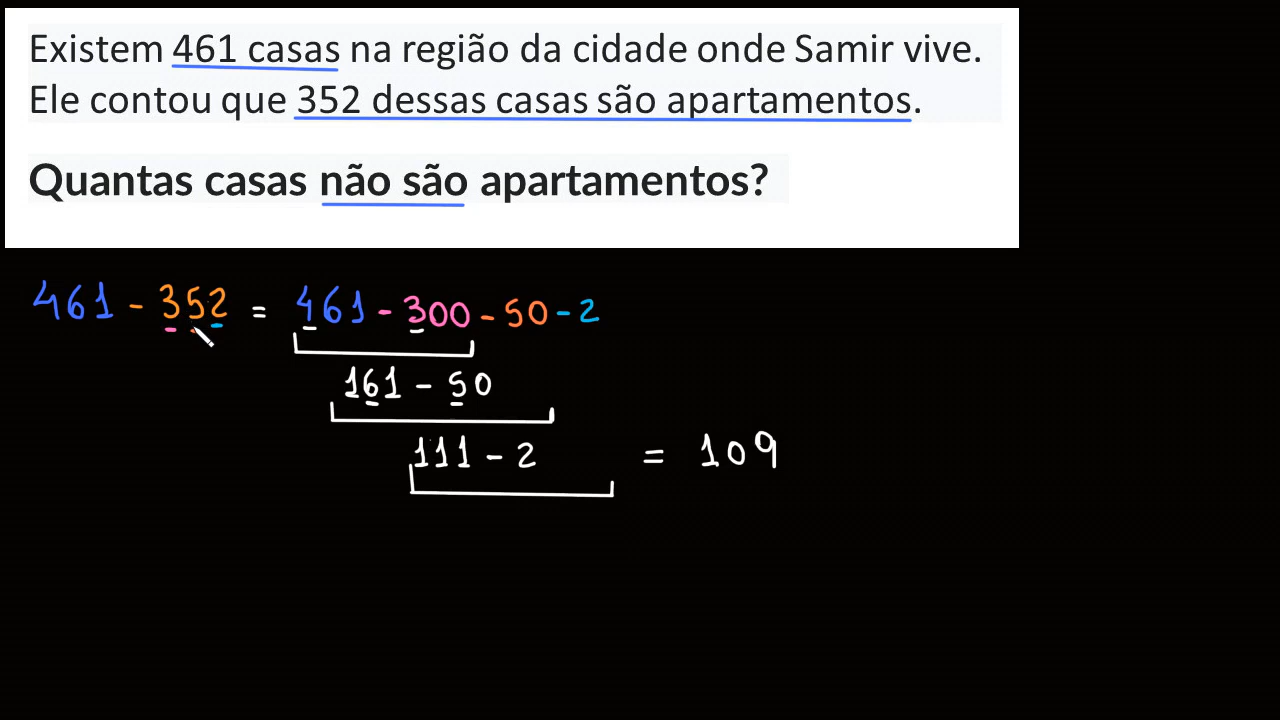 Existem 461 casas na região da cidade onde Samir vive.
Ele contou que 352 dessas casas são apartamentos.
Quantas casas não são apartamentos?
461 - 352 = 461 - 300 - 50 - 2
161 - 50
111 - 2 = 109